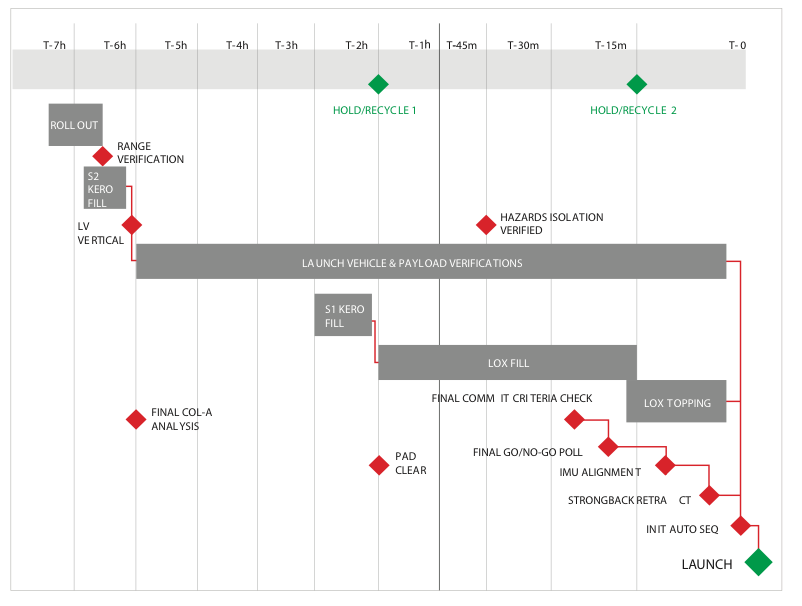 T-7h T-6h T-5h T-4h T-3h T-2h T-1h T-45m T-30m T-15m T-0
HOLD/RECYCLE 1 HOLD/RECYCLE 2
ROLL OUT
RANGE
VERIFICATION
S2
KERO
FILL
LV
VERTICAL
HAZARDS ISOLATION
VERIFIED
LAUNCH VEHICLE & PAYLOAD VERIFICATIONS
S1 KERO
FILL
LOX FILL
LOX TOPPING
FINAL COMM IT CRITERIA CHECK
FINAL COL-A
ANALYSIS
PAD
CLEAR
FINAL GO/NO-GO POLL
IMU ALIGNMEN T
STRONGBACK RETRA CT
INIT AUTO SEQ
LAUNCH